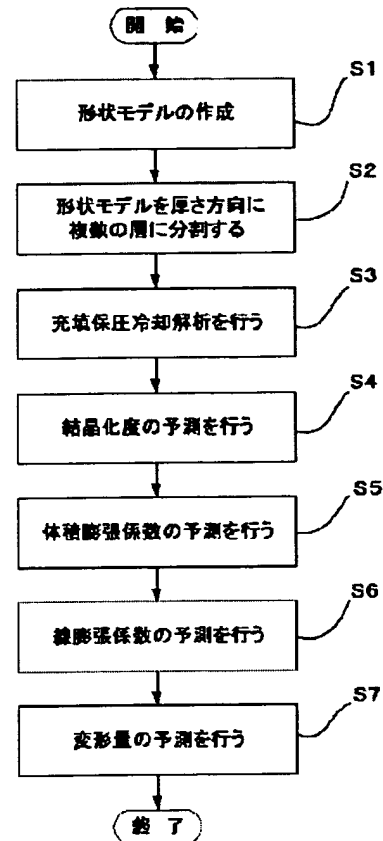 開 始
S1
形状モデルの作成
S2
形状モデルを厚さ方向に
複数の層に分割する
S3
充填保圧冷却解析を行う
S4
結晶化度の予測を行う
S5
体積膨張係数の予測を行う
S6
線膨張係数の予測を行う
S7
変形量の予測を行う
終 了